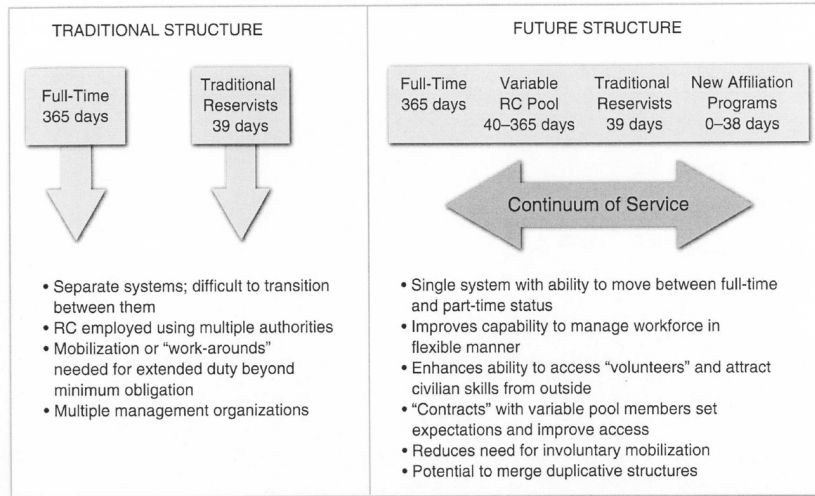 TRADITIONAL STRUCTURE
Full-Time
365 days
Traditional
Reservists
39 days
• Separate systems; difficult to transition
between them
• RC employed using multiple authorities
• Mobilization or “work-arounds”
needed for extended duty beyond
minimum obligation
• Multiple management organizations
FUTURE STRUCTURE
Full-Time
365 days
Variable
RC Pool
40–365 days
Traditional
Reservists
39 days
New Affiliation
Programs
0–38 days
Continuum of Service
• Single system with ability to move between full-time
and part-time status
• Improves capability to manage workforce in
flexible manner
• Enhances ability to access “volunteers” and attract
civilian skills from outside
• “Contracts” with variable pool members set
expectations and improve access
• Reduces need for involuntary mobilization
• Potential to merge duplicative structures